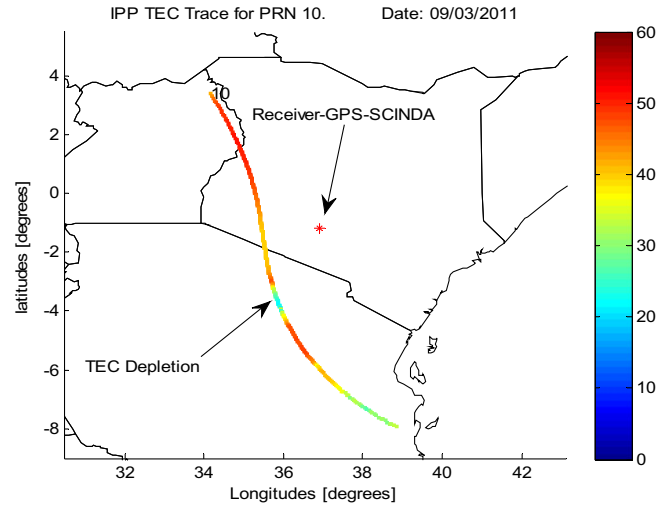 IPP TEC Trace for PRN 10. Date: 09/03/2011
10
Receiver-GPS-SCINDA
TEC Depletion
latitudes [degrees]
4
2
0
-2
-4
-6
-8
32 34 36 38 40 42
Longitudes [degrees]
60
50
40
30
20
10
0